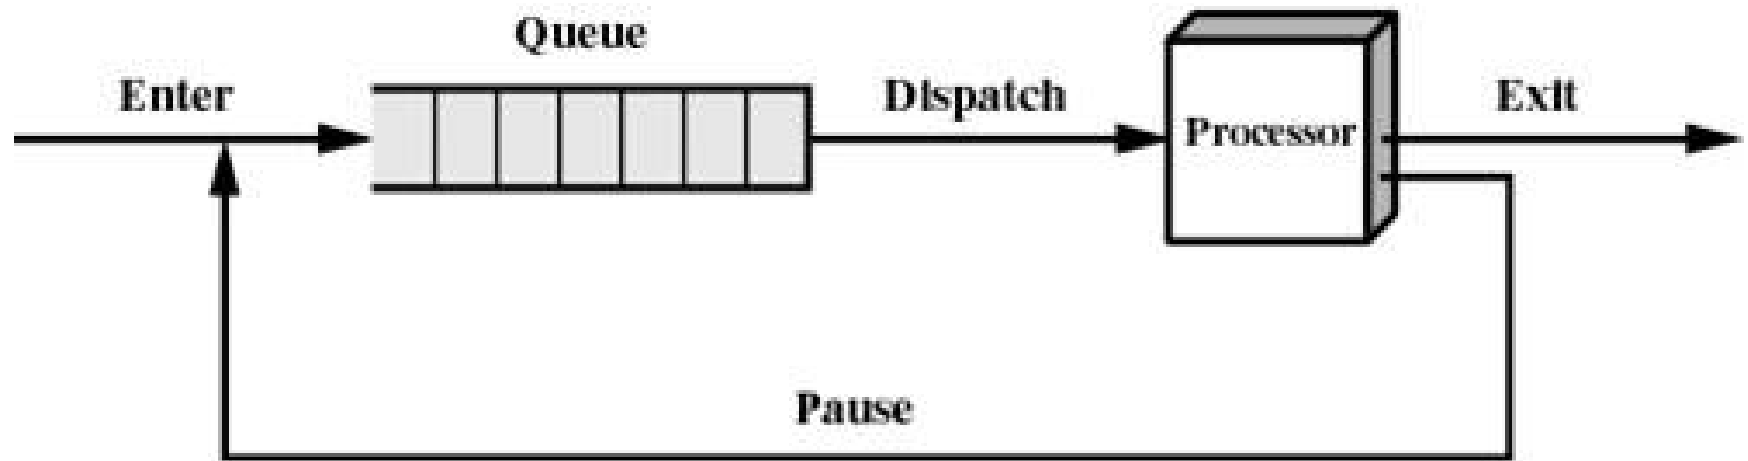 Queue
Enter
Dispatch
Processor
Exit
Pause